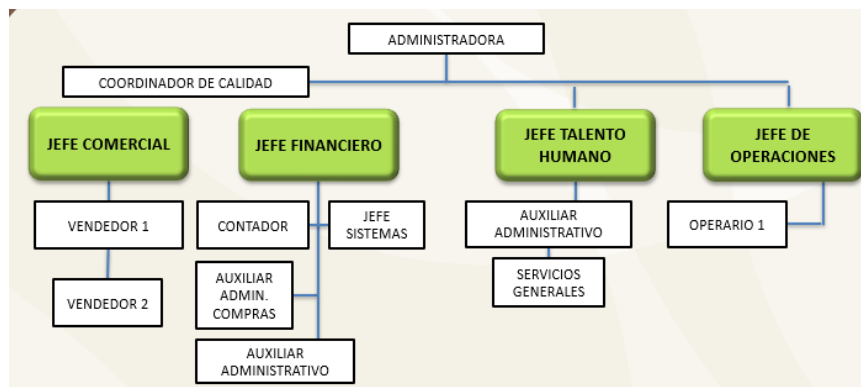 ADMINISTRADORA
COORDINADOR DE CALIDAD
JEFE COMERCIAL
JEFE FINANCIERO
JEFE TALENTO
HUMANO
JEFE DE
OPERACIONES
VENDEDOR 1
CONTADOR
JEFE
SISTEMAS
AUXILIAR
ADMINISTRATIVO
OPERARIO 1
VENDEDOR 2
AUXILIAR
ADMIN.
COMPRAS
SERVICIOS
GENERALES
AUXILIAR
ADMINISTRATIVO